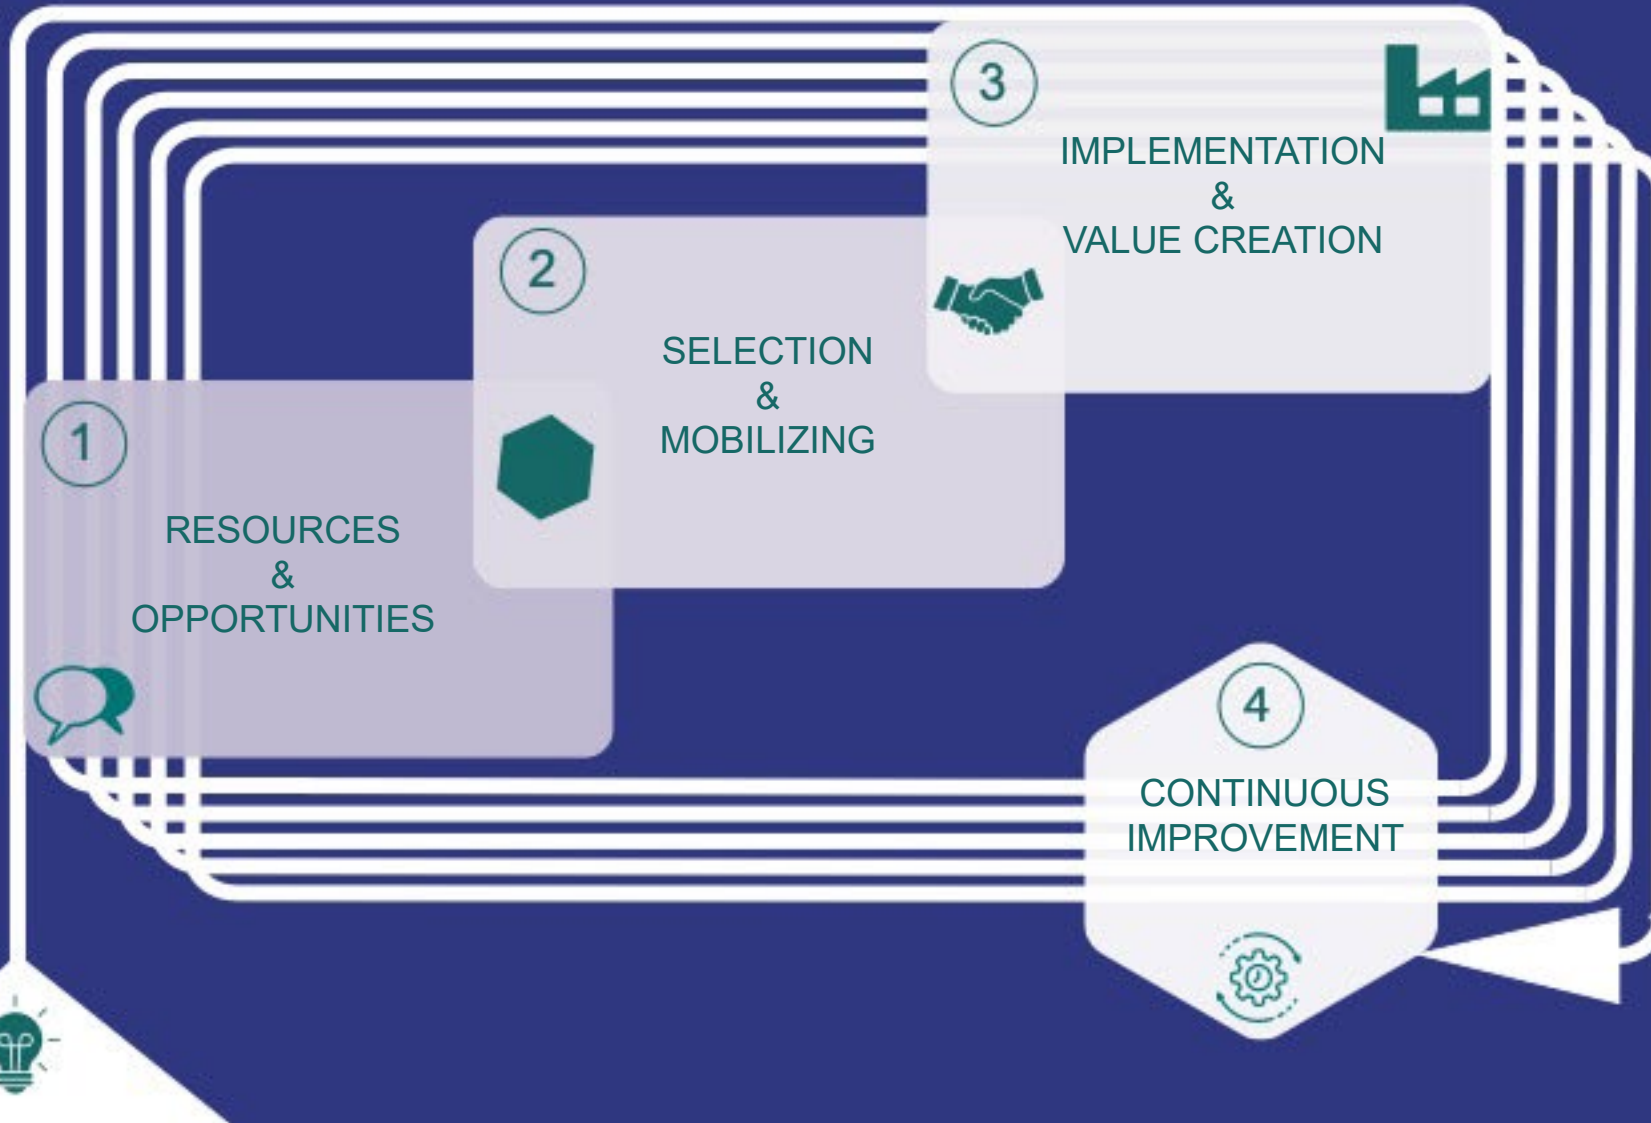 1
RESOURCES
&
OPPORTUNITIES
2
SELECTION
&
MOBILIZING
3
IMPLEMENTATION
&
VALUE CREATION
4
CONTINUOUS
IMPROVEMENT